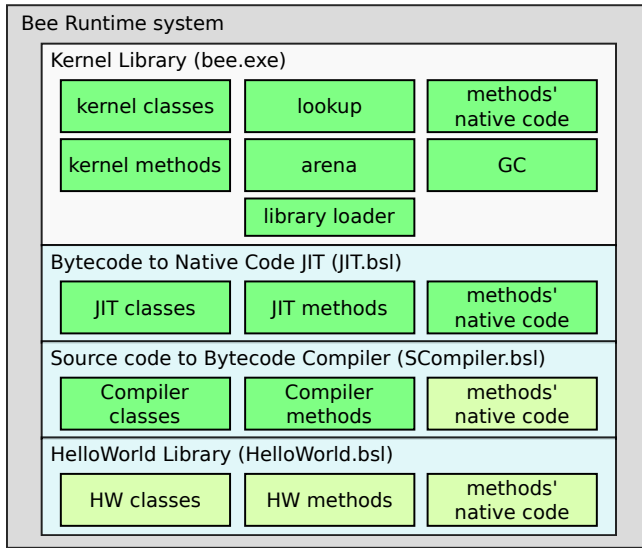 Bee Runtime system
Kernel Library (bee.exe)
kernel classes
lookup
methods'
native code
kernel methods
arena
GC
library loader
Bytecode to Native Code JIT (JIT.bsl)
JIT classes
JIT methods
methods'
native code
Source code to Bytecode Compiler (SCompiler.bsl)
Compiler
classes
Compiler
methods
methods'
native code
HelloWorld Library (HelloWorld.bsl)
HW classes
HW methods
methods'
native code